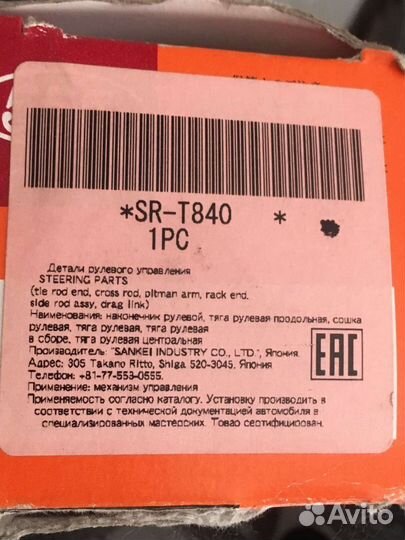 *SR-T840 *
1PC
Детали рулевого управления
STEERING PARTS
(tie rod end, cross rod, pitman arm, rack end,
side rod assy, drag link)
Наименования: наконечник рулевой, тяга рулевая продольная, сошка
рулевая, тяга рулевая, тяга рулевая
в сборе, тяга рулевая центральная
Производитель: "SANKEI INDUSTRY CO., LTD.", Япония.
Адрес: 305 Takano Ritto, Shiga 520-3045. Япония
Телефон: +81-77-553-0555.
Применение: механизм управления
Применяемость согласно каталогу. Установку производить в
соответствии с технической документацией автомобиля в
специализированных мастерских. Товар сертифицирован.
EAC
Avito